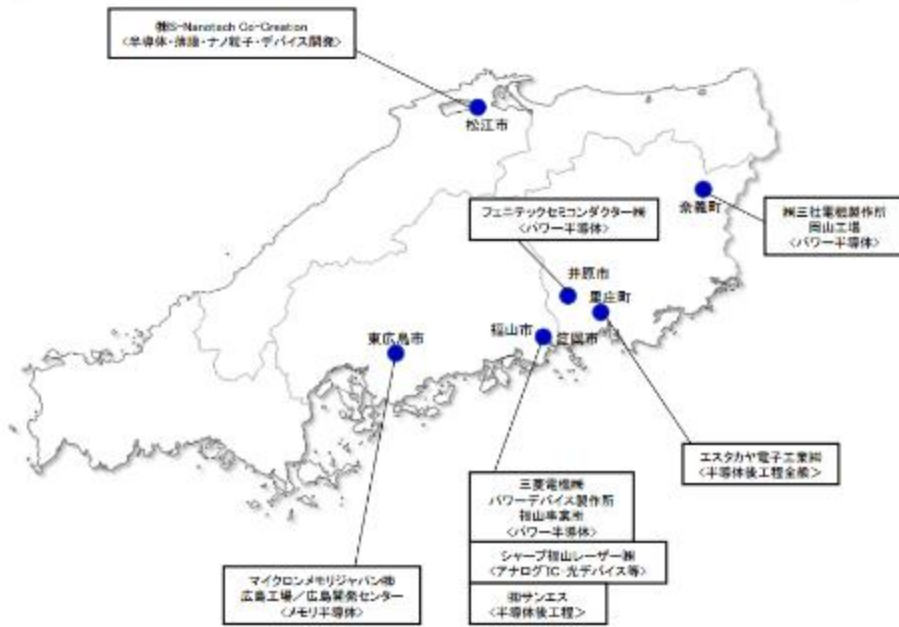 ㈱S-Nanotech Co-Creation
<半導体・薄膜・ナノ粒子・デバイス開発>
松江市
奈義町
㈱三社電機製作所
岡山工場
<パワー半導体>
フェニテックセミコンダクター㈱
<パワー半導体>
井原市
里庄町
福山市
笠岡市
東広島市
エスタカヤ電子工業㈱
<半導体後工程全般>
三菱電機㈱
パワーデバイス製作所
福山事業所
<パワー半導体>
シャープ福山レーザー㈱
<アナログIC・光デバイス等>
㈱サンエス
<半導体後工程>
マイクロンメモリジャパン㈱
広島工場／広島開発センター
<メモリ半導体>